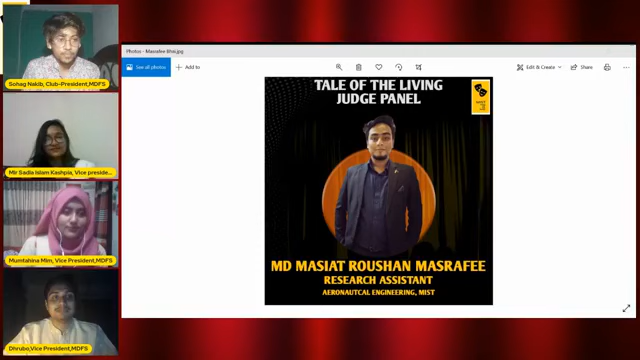 Sohag Nakib, Club-President,MDFS
Mir Sadia Islam Kashpia, Vice preside...
Mumtahina Mim, Vice President,MDFS
Dhrubo,Vice President,MDFS
Photos - Masrafee Bhai.jpg
See all photos
Add to
Edit & Create
Share
TALE OF THE LIVING
JUDGE PANEL
MD MASIAT ROUSHAN MASRAFEE
RESEARCH ASSISTANT
AERONAUTCAL ENGINEERING, MIST